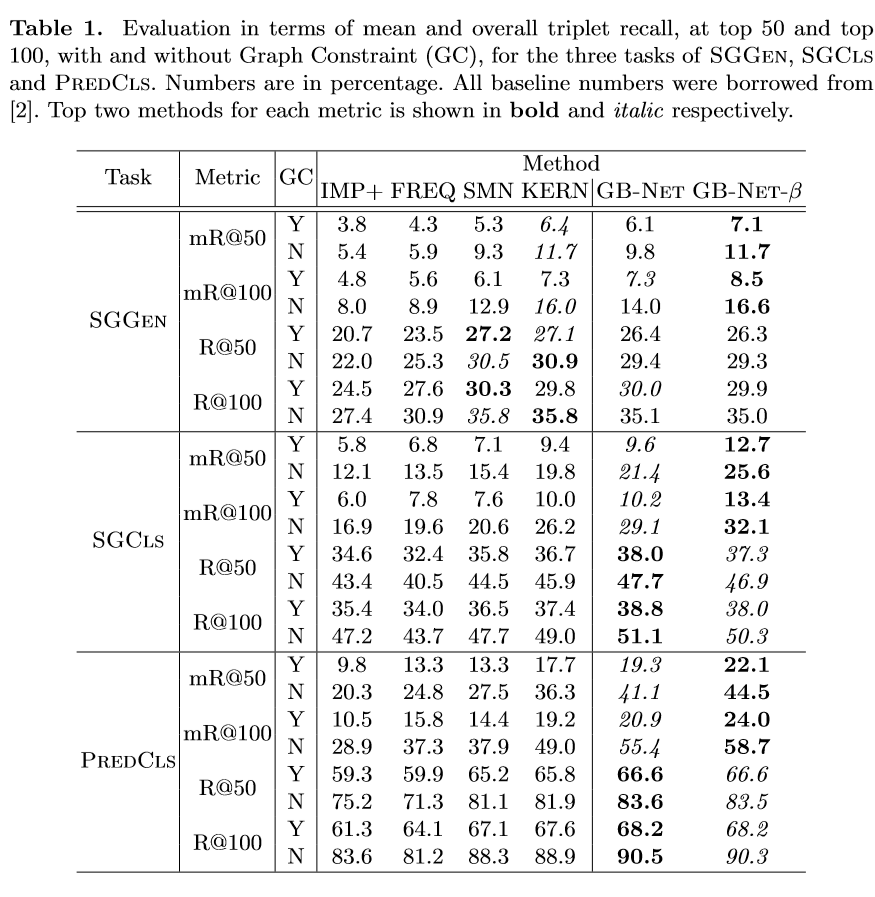 Table 1. Evaluation in terms of mean and overall triplet recall, at top 50 and top
100, with and without Graph Constraint (GC), for the three tasks of SGGEN, SGCLS
and PREDCLS. Numbers are in percentage. All baseline numbers were borrowed from
[2]. Top two methods for each metric is shown in bold and italic respectively.
Task Metric GC Method
IMP+ FREQ SMN KERN GB-NET GB-NET-β
SGGEN
mR@50
Y 3.8 4.3 5.3 6.4 6.1 7.1
N 5.4 5.9 9.3 11.7 9.8 11.7
mR@100
Y 4.8 5.6 6.1 7.3 7.3 8.5
N 8.0 8.9 12.9 16.0 14.0 16.6
R@50
Y 20.7 23.5 27.2 27.1 26.4 26.3
N 22.0 25.3 30.5 30.9 29.4 29.3
R@100
Y 24.5 27.6 30.3 29.8 30.0 29.9
N 27.4 30.9 35.8 35.8 35.1 35.0
SGCLS
mR@50
Y 5.8 6.8 7.1 9.4 9.6 12.7
N 12.1 13.5 15.4 19.8 21.4 25.6
mR@100
Y 6.0 7.8 7.6 10.0 10.2 13.4
N 16.9 19.6 20.6 26.2 29.1 32.1
R@50
Y 34.6 32.4 35.8 36.7 38.0 37.3
N 43.4 40.5 44.5 45.9 47.7 46.9
R@100
Y 35.4 34.0 36.5 37.4 38.8 38.0
N 47.2 43.7 47.7 49.0 51.1 50.3
PREDCLS
mR@50
Y 9.8 13.3 13.3 17.7 19.3 22.1
N 20.3 24.8 27.5 36.3 41.1 44.5
mR@100
Y 10.5 15.8 14.4 19.2 20.9 24.0
N 28.9 37.3 37.9 49.0 55.4 58.7
R@50
Y 59.3 59.9 65.2 65.8 66.6 66.6
N 75.2 71.3 81.1 81.9 83.6 83.5
R@100
Y 61.3 64.1 67.1 67.6 68.2 68.2
N 83.6 81.2 88.3 88.9 90.5 90.3